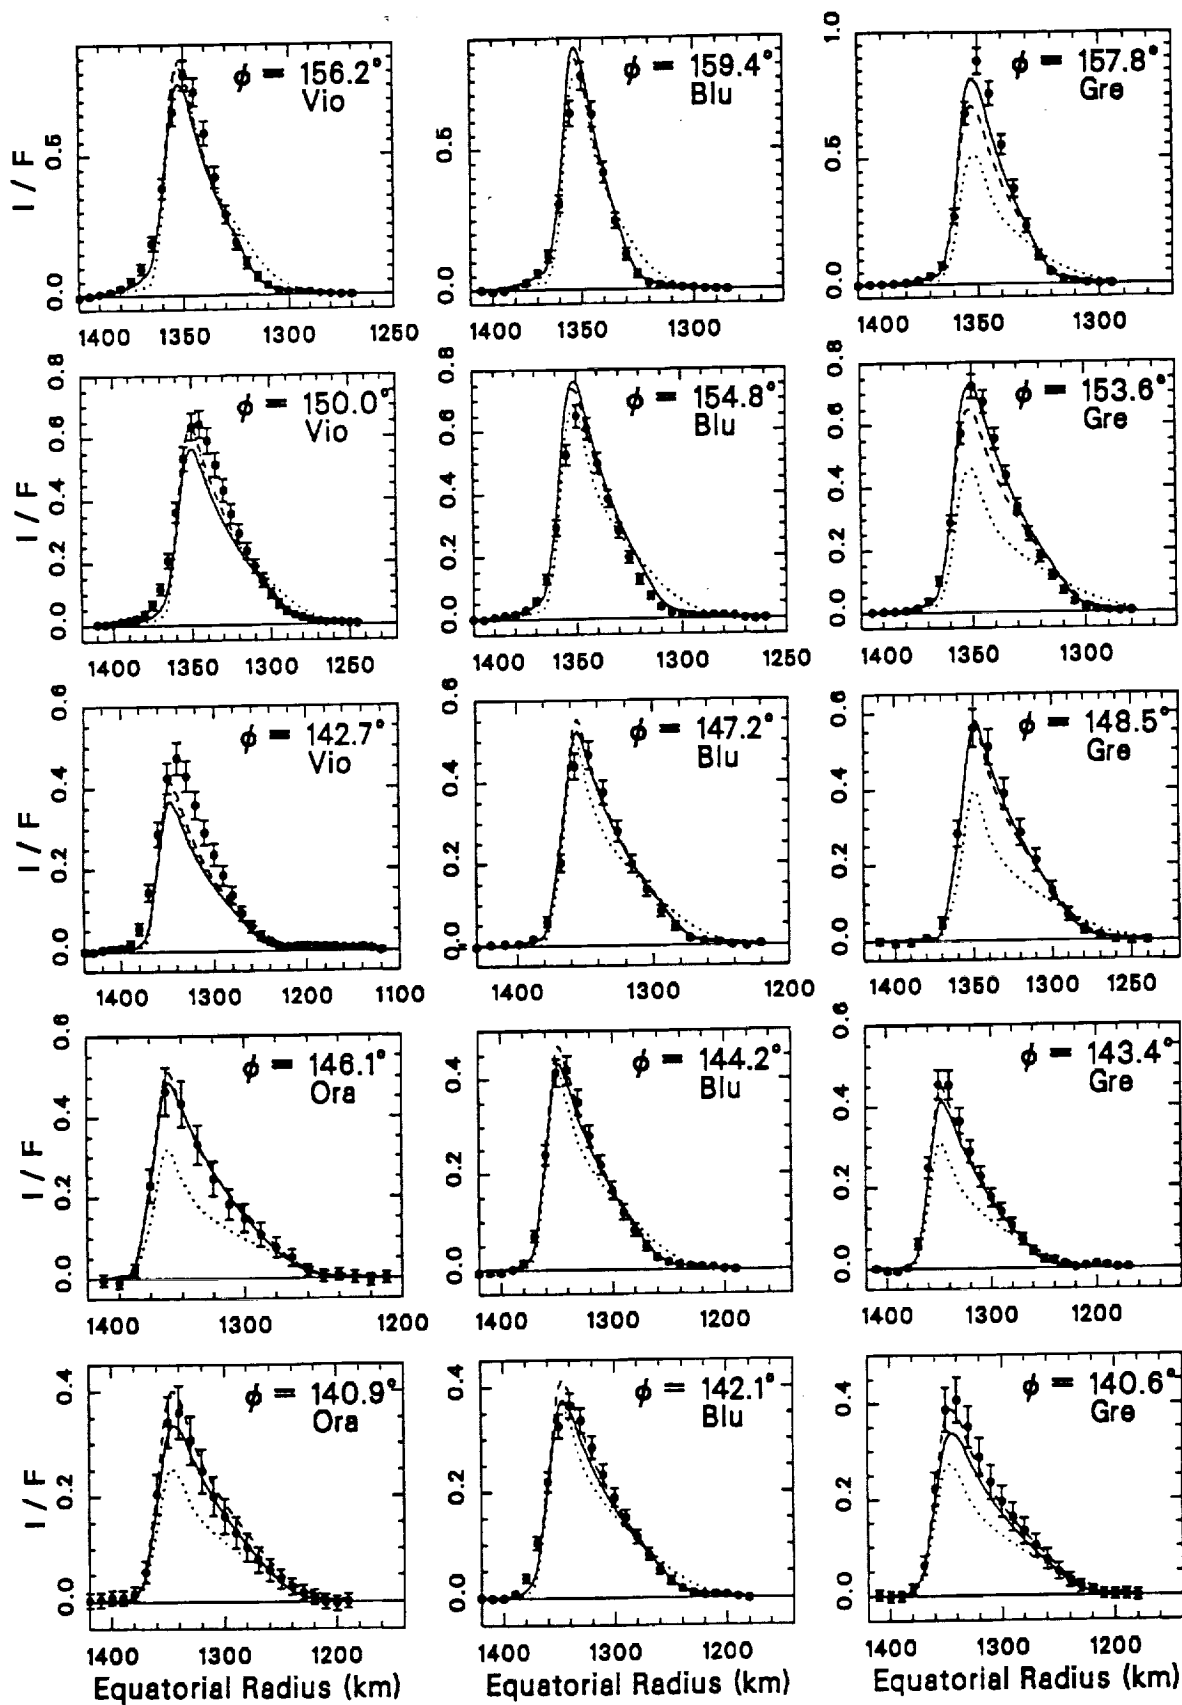 ϕ = 156.2°
Vio
I / F
0.0
0.5
1400 1350 1300 1250
ϕ = 159.4°
Blu
0.0
0.5
1400 1350 1300
ϕ = 157.8°
Gre
0.0
0.5
1.0
1400 1350 1300
ϕ = 150.0°
Vio
I / F
0.0
0.2
0.4
0.6
0.8
1400 1350 1300 1250
ϕ = 154.8°
Blu
0.0
0.2
0.4
0.6
0.8
1400 1350 1300 1250
ϕ = 153.6°
Gre
0.0
0.2
0.4
0.6
0.8
1400 1350 1300
ϕ = 142.7°
Vio
I / F
0.0
0.2
0.4
0.6
1400 1300 1200 1100
ϕ = 147.2°
Blu
0.0
0.2
0.4
0.6
1400 1300 1200
ϕ = 148.5°
Gre
0.0
0.2
0.4
0.6
1400 1350 1300 1250
ϕ = 146.1°
Ora
I / F
0.0
0.2
0.4
0.6
1400 1300 1200
ϕ = 144.2°
Blu
0.0
0.2
0.4
1400 1300 1200
ϕ = 143.4°
Gre
0.0
0.2
0.4
0.6
1400 1300 1200
ϕ = 140.9°
Ora
I / F
0.0
0.2
0.4
1400 1300 1200
Equatorial Radius (km)
ϕ = 142.1°
Blu
0.0
0.2
0.4
1400 1300 1200
Equatorial Radius (km)
ϕ = 140.6°
Gre
0.0
0.2
0.4
1400 1300 1200
Equatorial Radius (km)